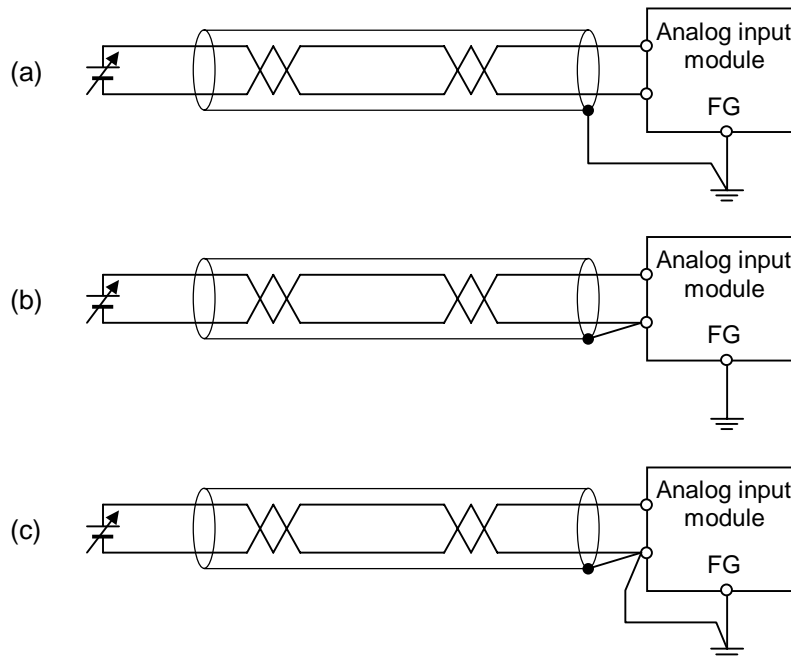 (a)
Analog input
module
FG
(b)
Analog input
module
FG
(c)
Analog input
module
FG